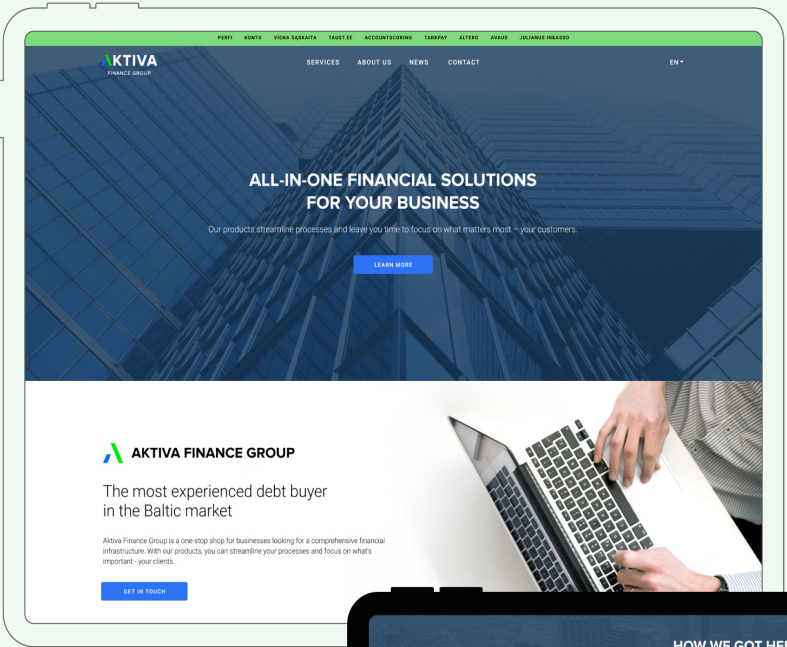 PERFI KONTU VIENA SĄSKAITA TAUST.EE ACCOUNTSCORING TARKPAY ALTERO AVAUS JULIANUS INKASSO
AKTIVA
FINANCE GROUP
SERVICES ABOUT US NEWS CONTACT
EN
ALL-IN-ONE FINANCIAL SOLUTIONS
FOR YOUR BUSINESS
Our products streamline processes and leave you time to focus on what matters most – your customers.
LEARN MORE
AKTIVA FINANCE GROUP
The most experienced debt buyer
in the Baltic market
Aktiva Finance Group is a one-stop shop for businesses looking for a comprehensive financial
infrastructure. With our products, you can streamline your processes and focus on what's
important - your clients.
GET IN TOUCH
HOW WE GOT